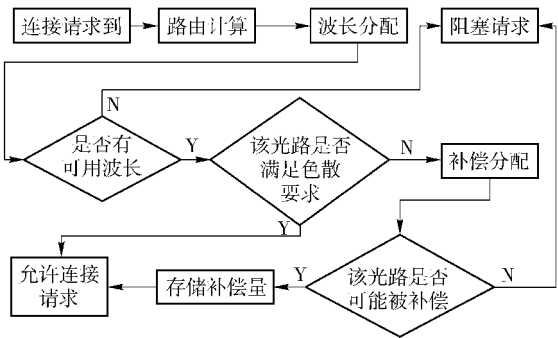 连接请求到
路由计算
波长分配
阻塞请求
N
是否有
可用波长
Y
该光路是否
满足色散
要求
N
补偿分配
Y
允许连接
请求
存储补偿量
Y
该光路是否
可能被补偿
N